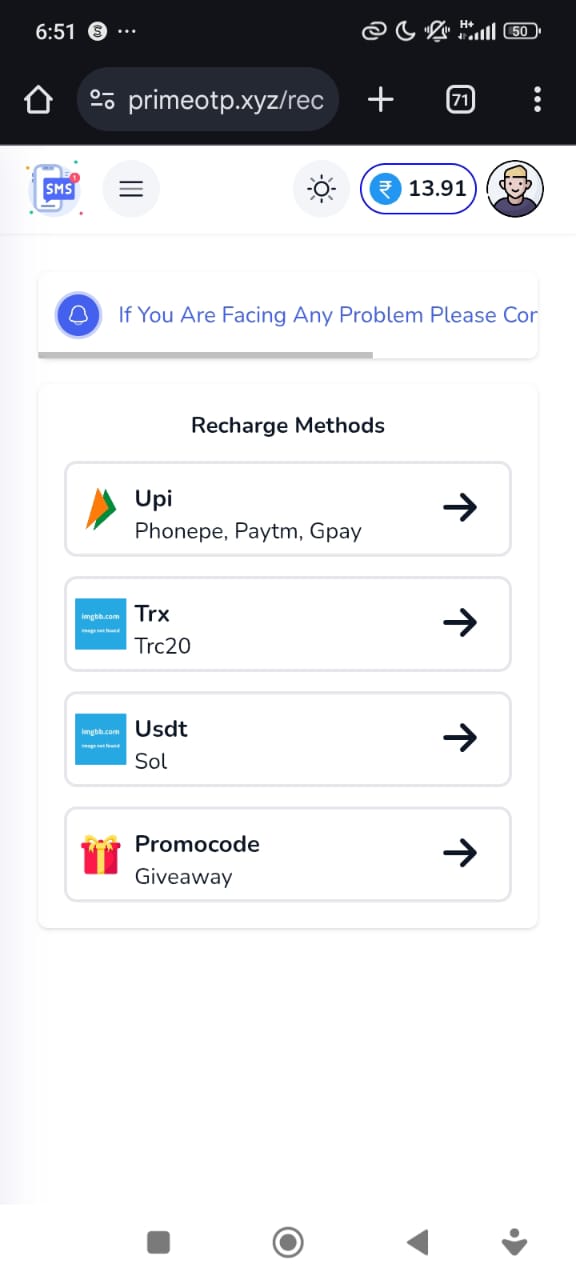 6:51
H+
50
primeotp.xyz/rec
71
SMS
1
₹ 13.91
If You Are Facing Any Problem Please Cor
Recharge Methods
Upi
Phonepe, Paytm, Gpay
imgbb.com
image not found
Trx
Trc20
imgbb.com
image not found
Usdt
Sol
Promocode
Giveaway